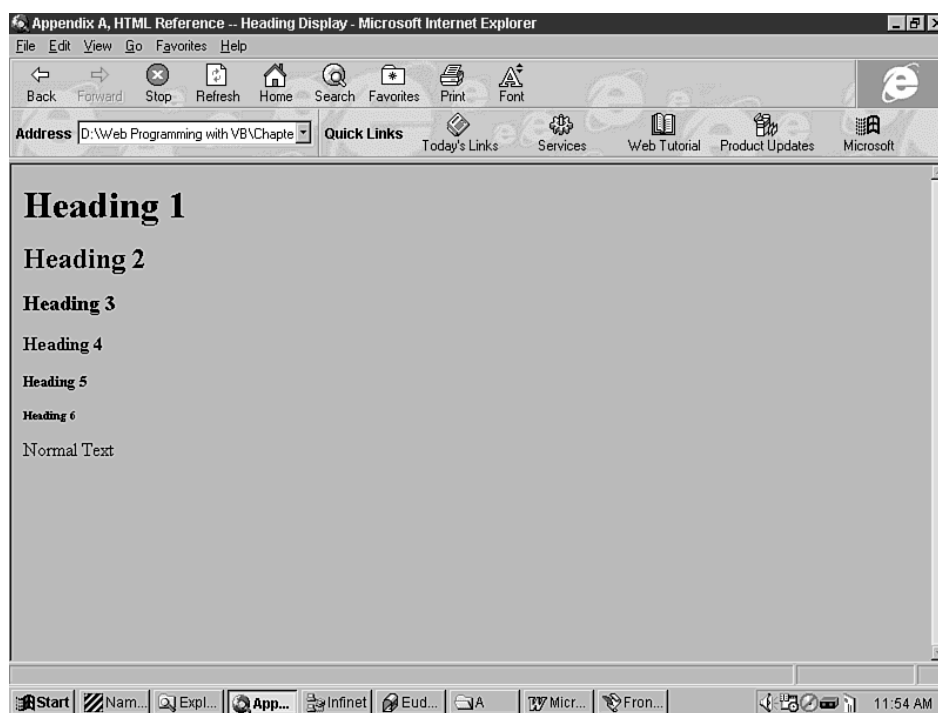 Appendix A, HTML Reference -- Heading Display - Microsoft Internet Explorer
File Edit View Go Favorites Help
Back Forward Stop Refresh Home Search Favorites Print Font
Address D:\Web Programming with VB\Chapte Quick Links Today's Links Services Web Tutorial Product Updates Microsoft
Heading 1
Heading 2
Heading 3
Heading 4
Heading 5
Heading 6
Normal Text
Start Nam... Expl... App... Infinet Eud... A Micr... Fron... 11:54 AM